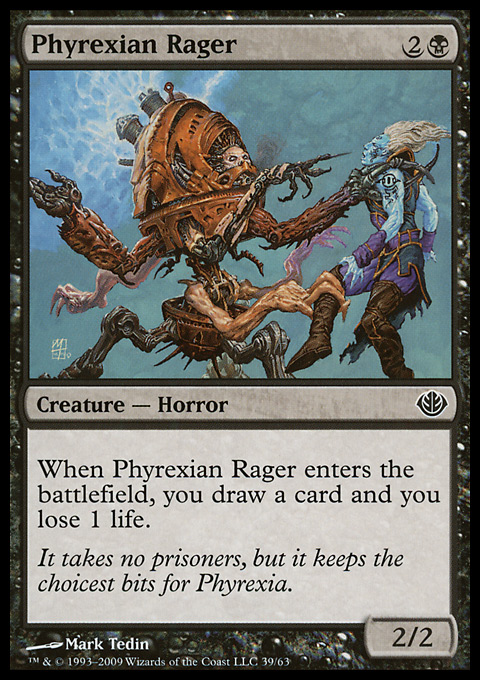 Phyrexian Rager 2
Creature — Horror
When Phyrexian Rager enters the
battlefield, you draw a card and you
lose 1 life.
It takes no prisoners, but it keeps the
choicest bits for Phyrexia.
2/2
Mark Tedin
™ & © 1993–2009 Wizards of the Coast LLC 39/63